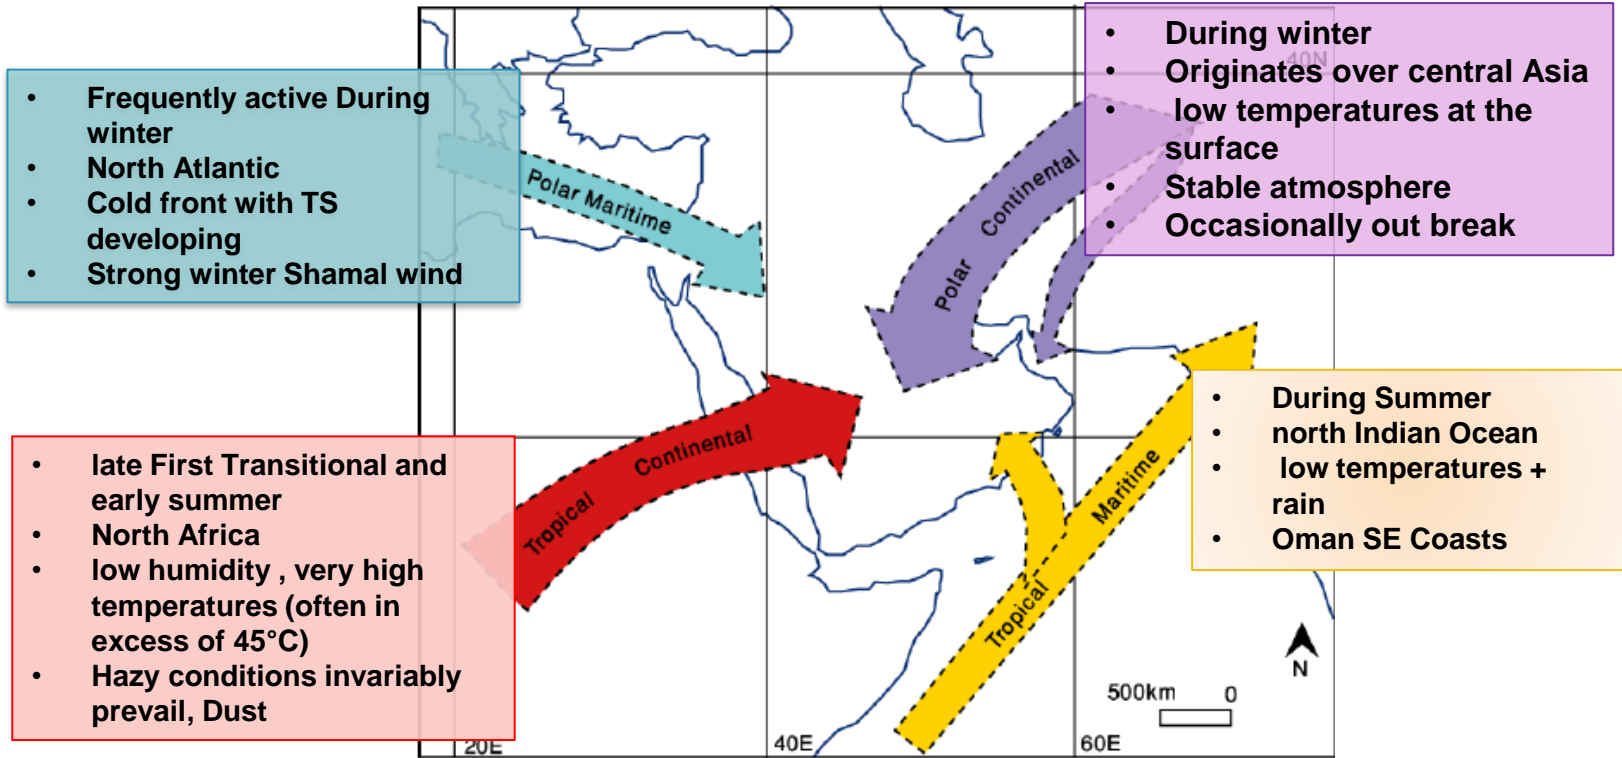 • Frequently active During
winter
• North Atlantic
• Cold front with TS
developing
• Strong winter Shamal wind
• During winter
• Originates over central Asia
• low temperatures at the
surface
• Stable atmosphere
• Occasionally out break
40N
Polar Maritime
Polar Continental
• late First Transitional and
early summer
• North Africa
• low humidity , very high
temperatures (often in
excess of 45°C)
• Hazy conditions invariably
prevail, Dust
Tropical Continental
• During Summer
• north Indian Ocean
• low temperatures +
rain
• Oman SE Coasts
Tropical Maritime
N
500km 0
20E
40E
60E